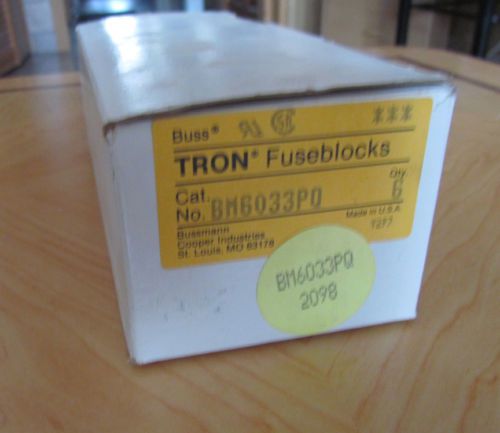 Buss®
***
TRON® Fuseblocks
Cat. No. BM6033PQ
Qty. 6
Bussmann
Cooper Industries
St. Louis, MO 63178
Made in U.S.A.
T2F7
BM6033PQ
2098